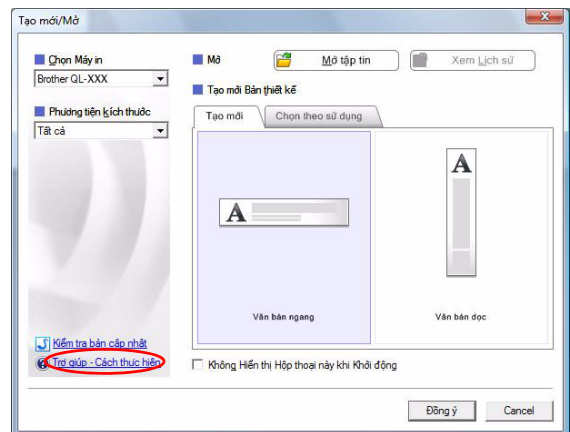 Tạo mới/Mở
Chọn Máy in
Brother QL-XXX
Phương tiện kích thước
Tất cả
Mở
Mở tập tin
Xem Lịch sử
Tạo mới Bản thiết kế
Tạo mới
Chọn theo sử dụng
A
A
Văn bản ngang
Văn bản dọc
Kiểm tra bản cập nhật
Trợ giúp - Cách thực hiện
Không Hiển thị Hộp thoại này khi Khởi động
Đồng ý
Cancel